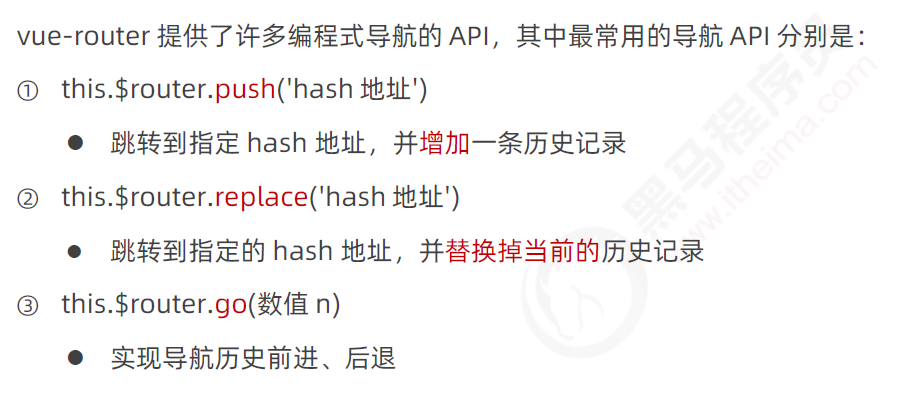 vue-router 提供了许多编程式导航的 API，其中最常用的导航 API 分别是：
① this.$router.push('hash 地址')
● 跳转到指定 hash 地址，并增加一条历史记录
② this.$router.replace('hash 地址')
● 跳转到指定的 hash 地址，并替换掉当前的历史记录
③ this.$router.go(数值 n)
● 实现导航历史前进、后退
黑马程序员
www.itheima.com